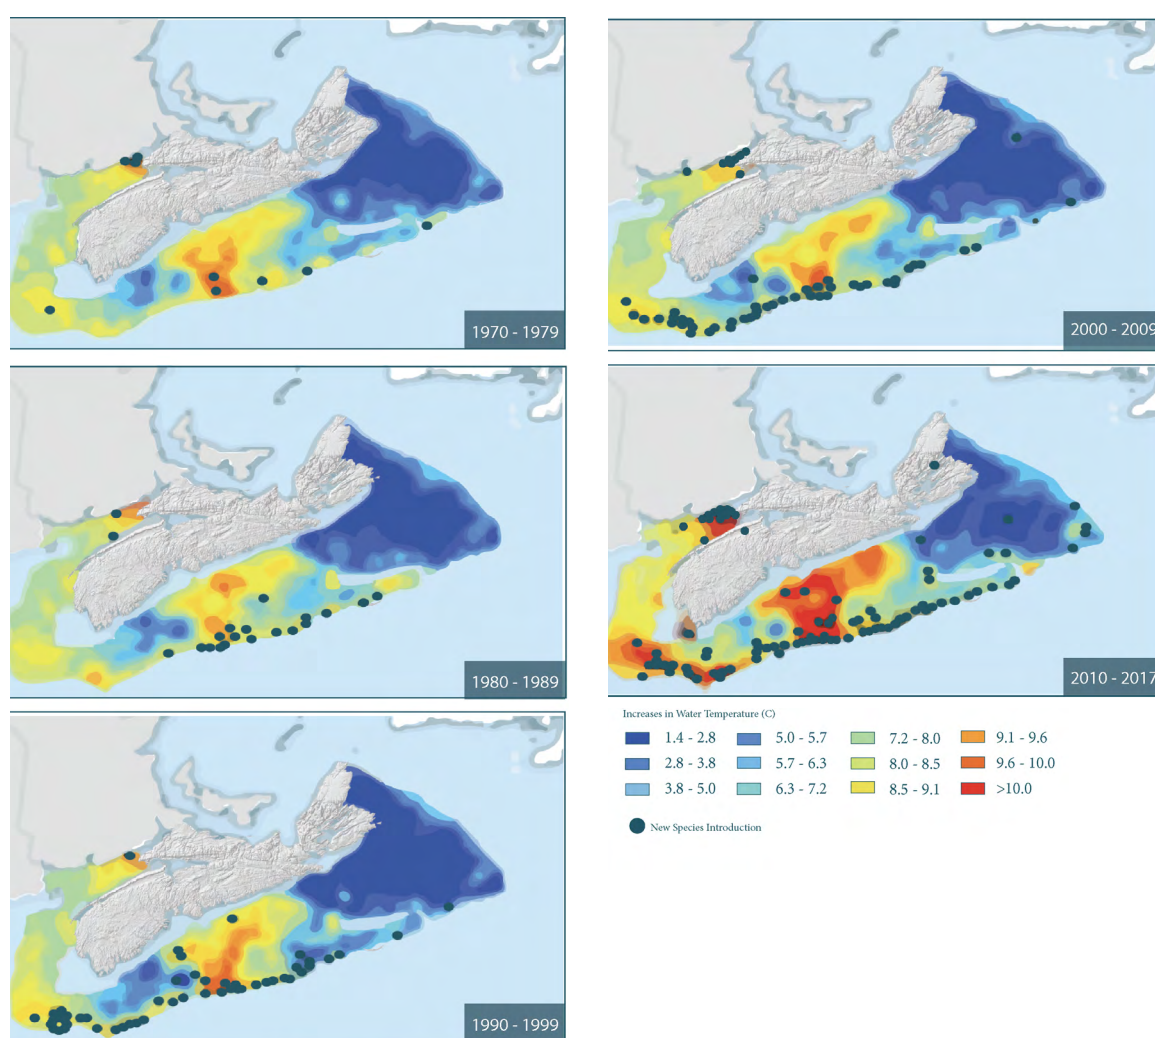 1970 - 1979
2000 - 2009
1980 - 1989
2010 - 2017
1990 - 1999
Increases in Water Temperature (C)
1.4 - 2.8 5.0 - 5.7 7.2 - 8.0 9.1 - 9.6
2.8 - 3.8 5.7 - 6.3 8.0 - 8.5 9.6 - 10.0
3.8 - 5.0 6.3 - 7.2 8.5 - 9.1 >10.0
New Species Introduction